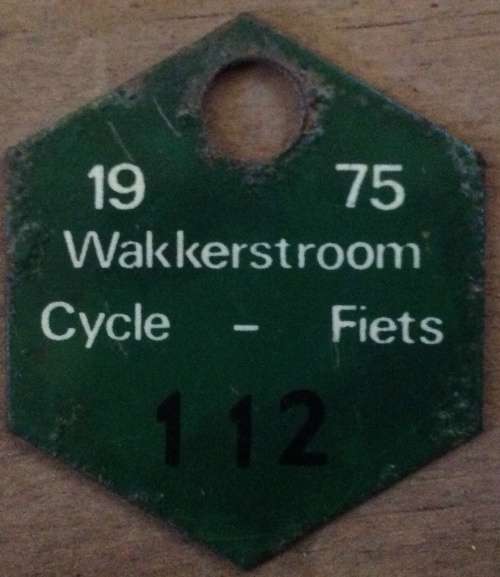 19 75
Wakkerstroom
Cycle - Fiets
112